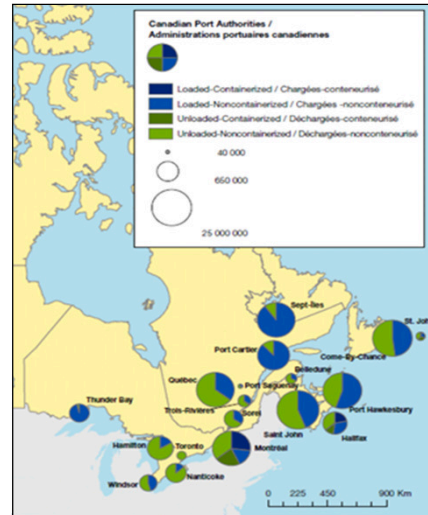 Canadian Port Authorities /
Administrations portuaires canadiennes
Loaded-Containerized / Chargées-conteneurisé
Loaded-Noncontainerized / Chargées -nonconteneurisé
Unloaded-Containerized / Déchargées-conteneurisé
Unloaded-Noncontainerized / Déchargées-nonconteneurisé
40 000
650 000
25 000 000
Sept-Îles
St. Joh
Port Cartier
Come-By-Chance
Belledune
Québec
Port Saguenay
Thunder Bay
Trois-Rivières
Sorel
Port Hawkesbury
Saint John
Halifax
Hamilton
Toronto
Montréal
Nanticoke
Windsor
0 225 450 900 Km